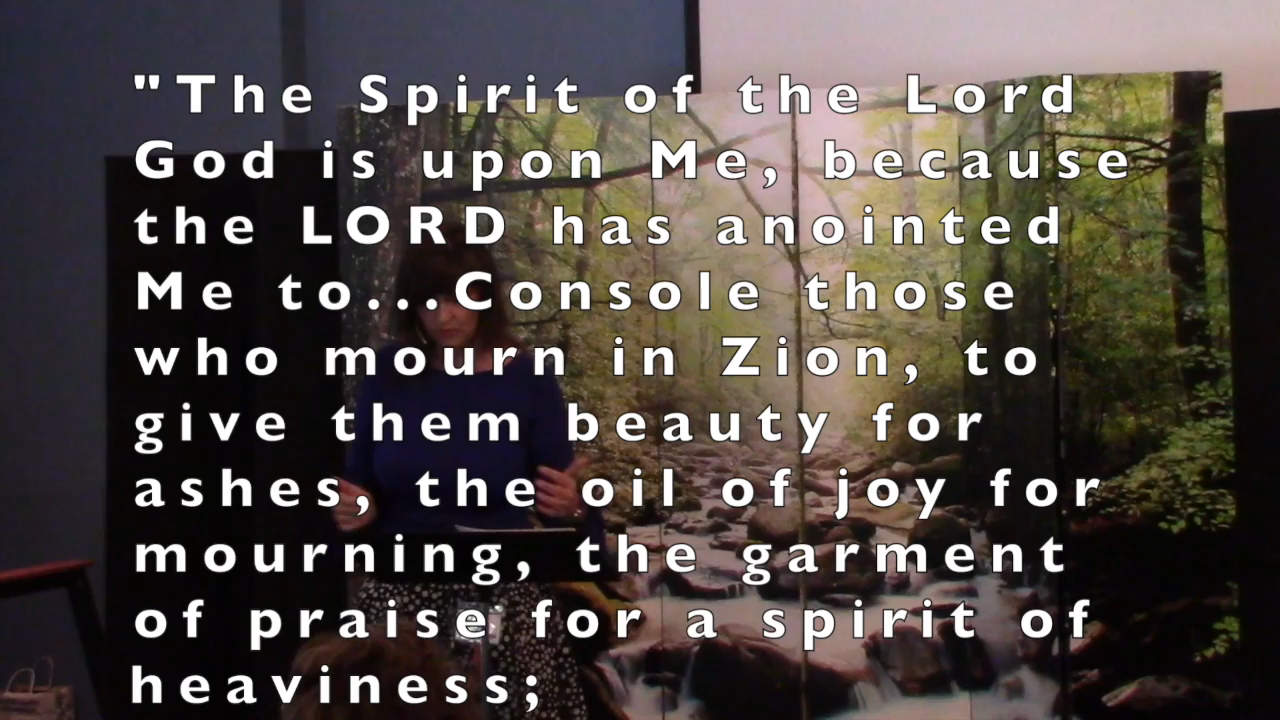 "The Spirit of the Lord
God is upon Me, because
the LORD has anointed
Me to...Console those
who mourn in Zion, to
give them beauty for
ashes, the oil of joy for
mourning, the garment
of praise for a spirit of
heaviness;